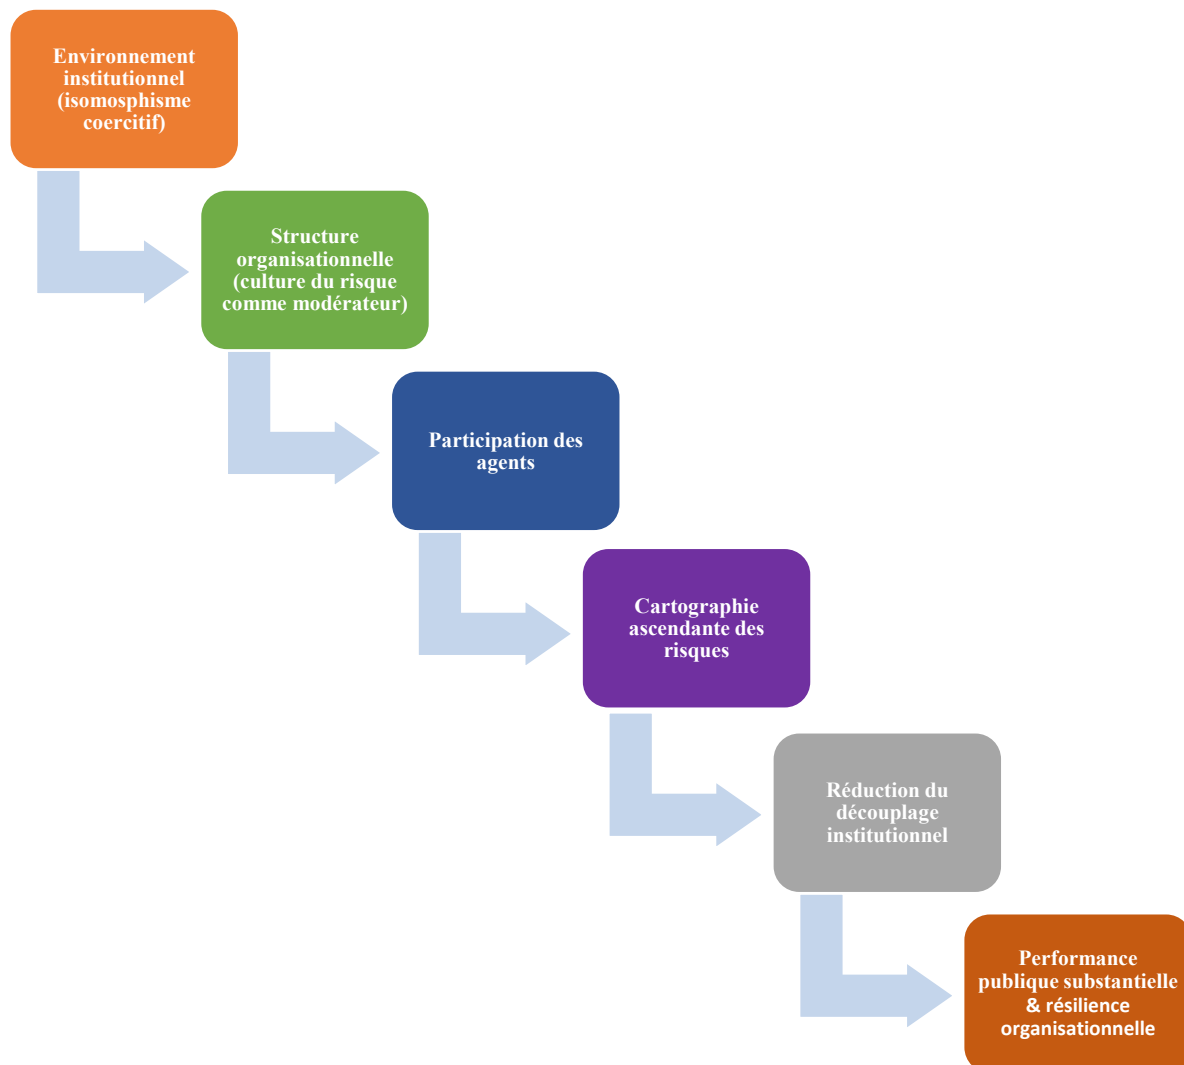 Environnement
institutionnel
(isomosphisme
coercitif)
Structure
organisationnelle
(culture du risque
comme modérateur)
Participation des
agents
Cartographie
ascendante des
risques
Réduction du
découplage
institutionnel
Performance
publique substantielle
& résilience
organisationnelle